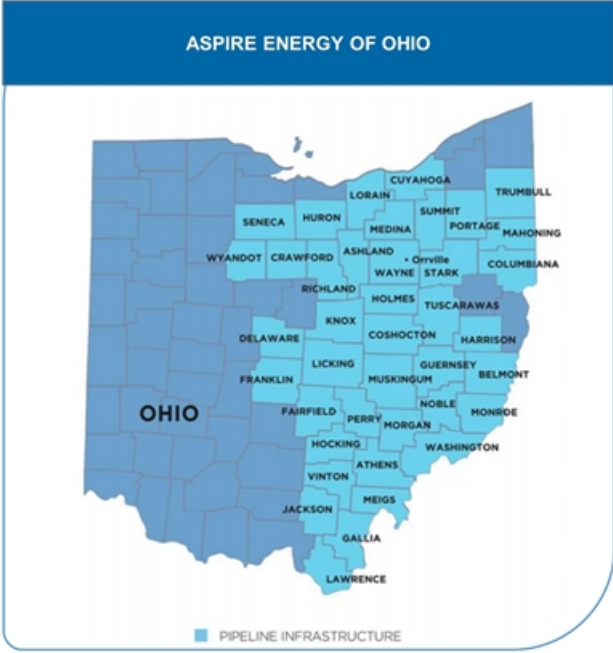 ASPIRE ENERGY OF OHIO
CUYAHOGA
LORAIN
TRUMBULL
SENECA
HURON
SUMMIT
MEDINA
PORTAGE
MAHONING
WYANDOT
CRAWFORD
ASHLAND
• Orrville
WAYNE
STARK
COLUMBIANA
RICHLAND
HOLMES
TUSCARAWAS
KNOX
DELAWARE
COSHOCTON
HARRISON
LICKING
GUERNSEY
FRANKLIN
MUSKINGUM
BELMONT
OHIO
FAIRFIELD
PERRY
NOBLE
MONROE
MORGAN
HOCKING
WASHINGTON
ATHENS
VINTON
JACKSON
MEIGS
GALLIA
LAWRENCE
PIPELINE INFRASTRUCTURE